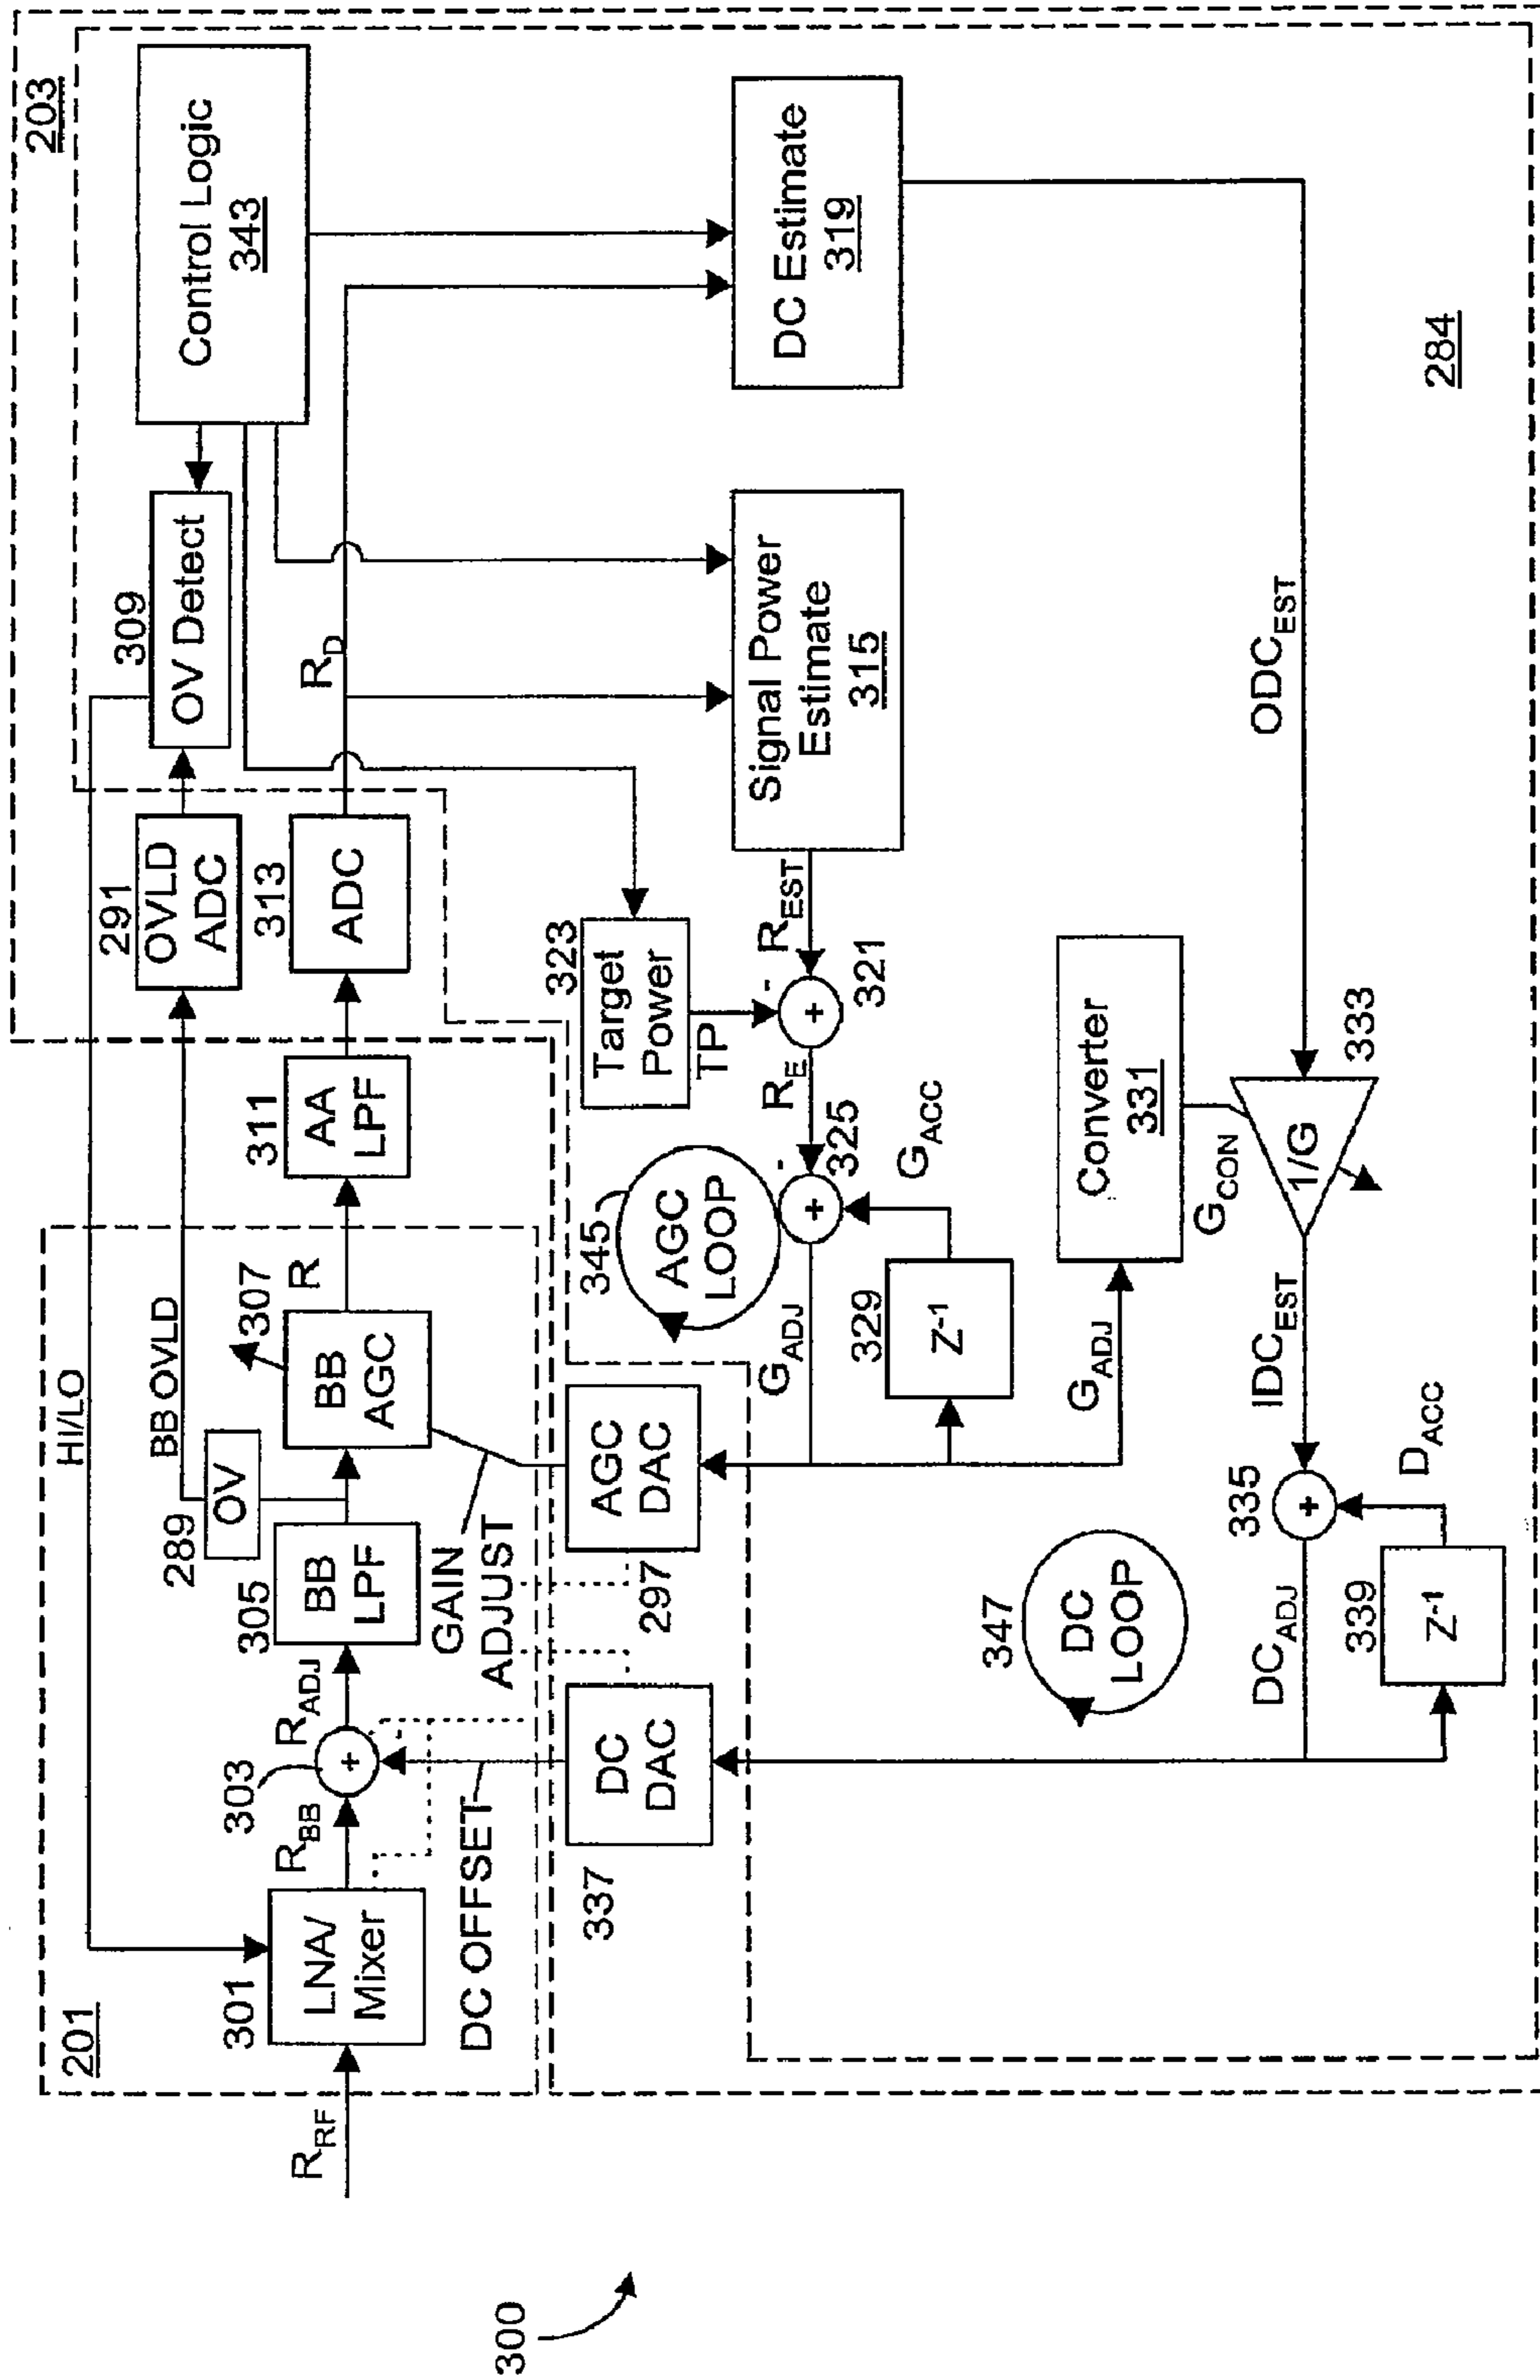 300
R_RF
201
301
LNA/
Mixer
R_BB
303
+
-
R_ADJ
305
BB
LPF
289
OV
HI/LO
BB OVLD
307
BB
AGC
R
311
AA
LPF
291
OVLD
ADC
313
ADC
309
OV Detect
R_D
203
Control Logic
343
DC OFFSET
GAIN
ADJUST
337
DC
DAC
297
AGC
DAC
345
AGC
LOOP
G_ADJ
325
+
-
R_E
323
Target
Power
TP
321
+
-
R_EST
Signal Power
Estimate
315
DC Estimate
319
329
Z-1
G_ACC
G_ADJ
Converter
331
G_CON
347
DC
LOOP
DC_ADJ
335
+
IDC_EST
1/G
333
ODC_EST
339
Z-1
D_ACC
284